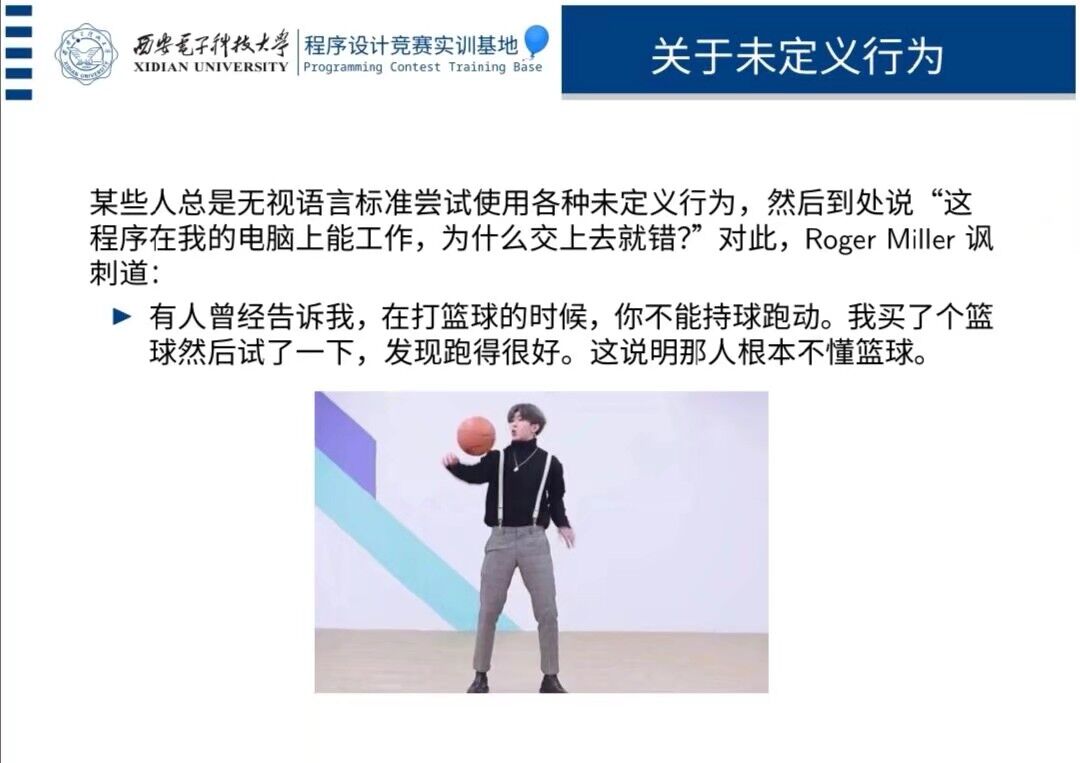 西安电子科技大学
XIDIAN UNIVERSITY
程序设计竞赛实训基地
Programming Contest Training Base
关于未定义行为
某些人总是无视语言标准尝试使用各种未定义行为，然后到处说“这
程序在我的电脑上能工作，为什么交上去就错?”对此，Roger Miller 讽
刺道：
▶ 有人曾经告诉我，在打篮球的时候，你不能持球跑动。我买了个篮
球然后试了一下，发现跑得很好。这说明那人根本不懂篮球。